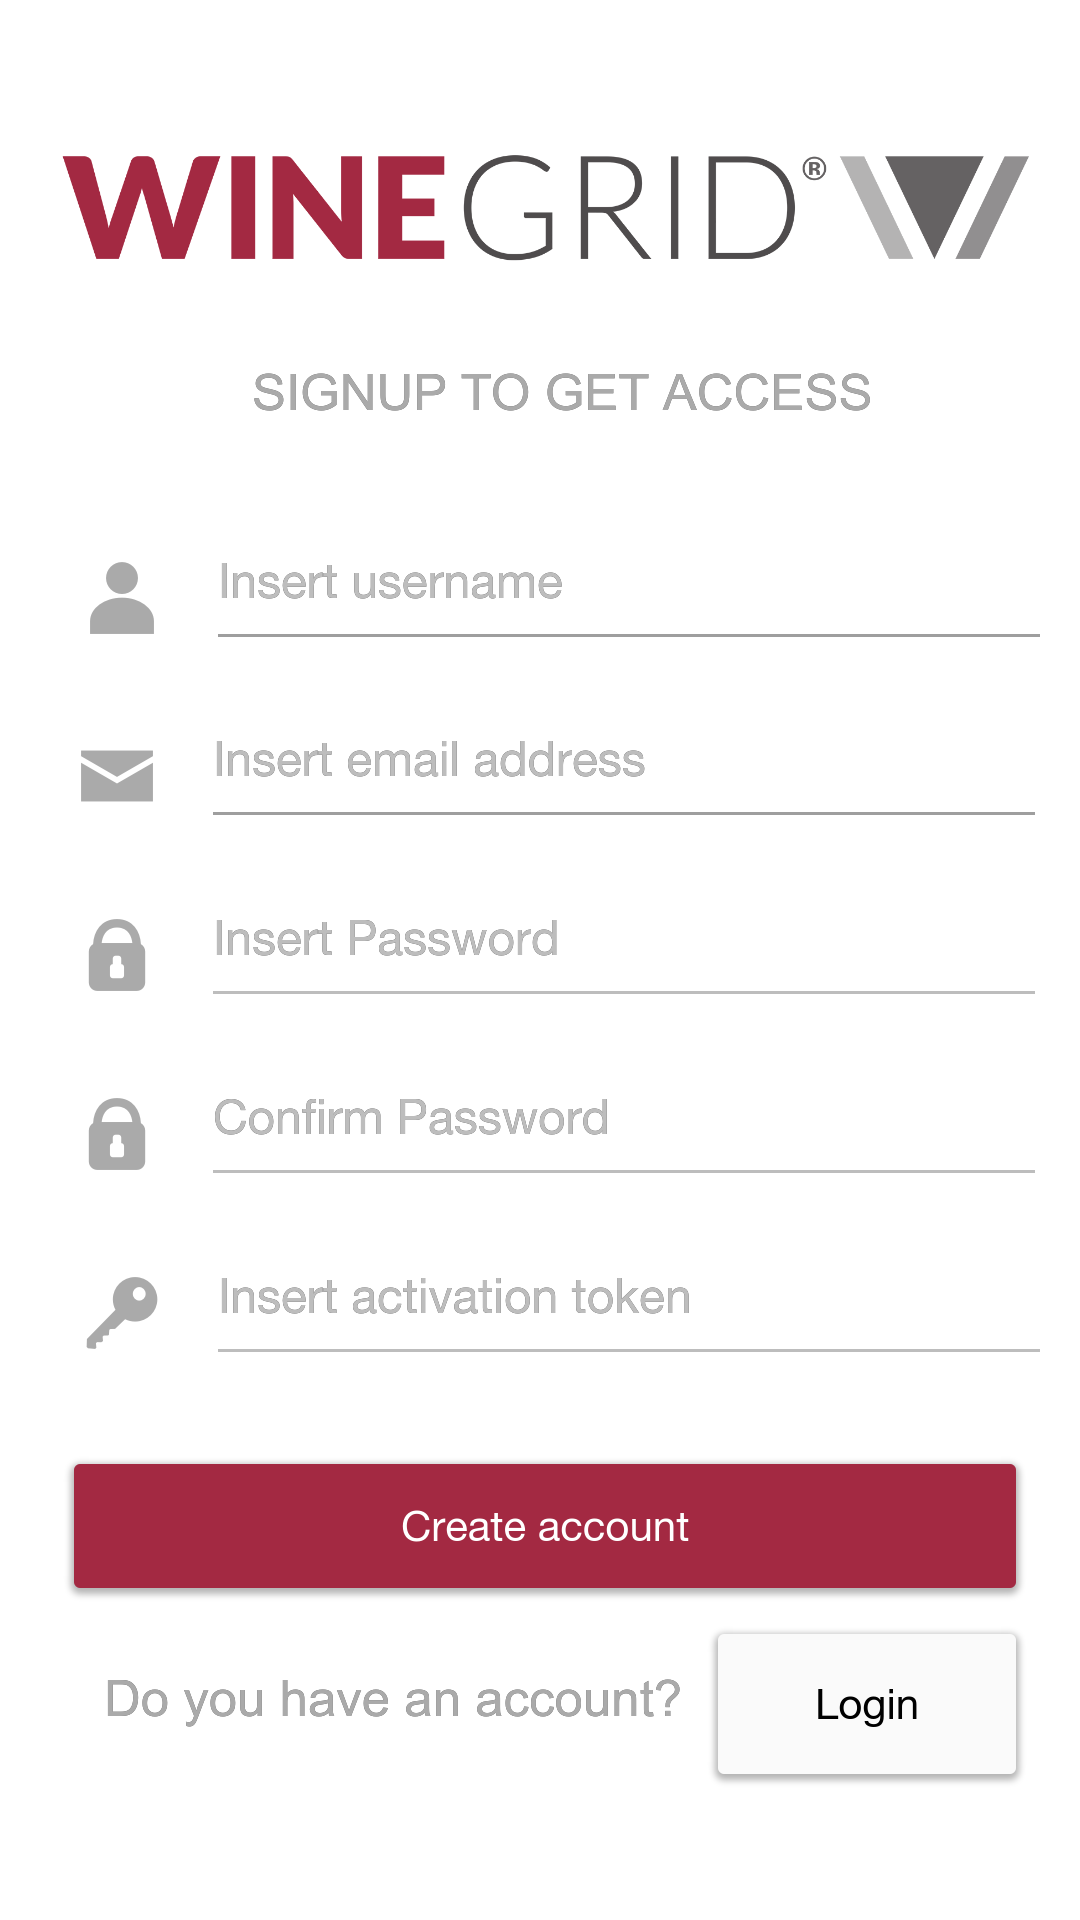 WINEGRID®
SIGNUP TO GET ACCESS
Insert username
Insert email address
Insert Password
Confirm Password
Insert activation token
Create account
Do you have an account?
Login